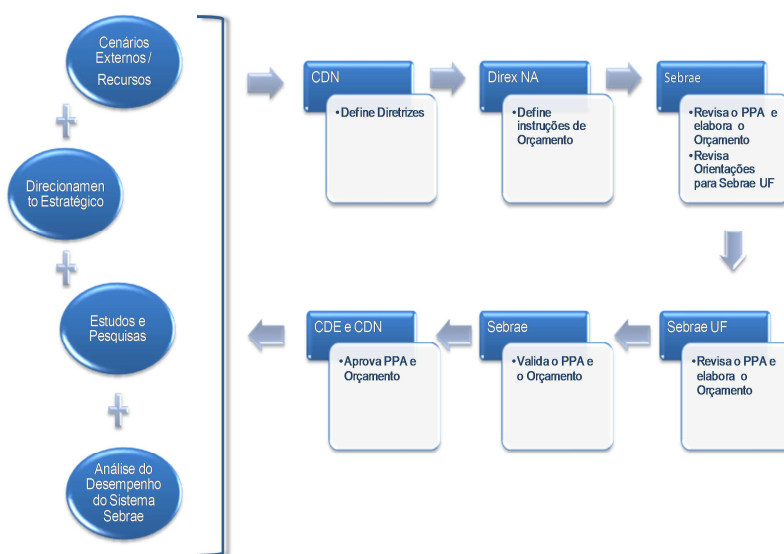 Cenários
Externos /
Recursos
Direcionamen
to Estratégico
Estudos e
Pesquisas
Análise do
Desempenho
do Sistema
Sebrae
CDN
•Define Diretrizes
Direx NA
•Define
instruções de
Orçamento
Sebrae
•Revisa o PPA e
elabora o
Orçamento
•Revisa
Orientações
para Sebrae UF
Sebrae UF
•Revisa o PPA e
elabora o
Orçamento
Sebrae
•Valida o PPA e
o Orçamento
CDE e CDN
•Aprova PPA e
Orçamento